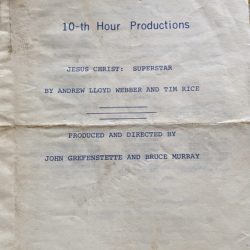 10-th Hour Productions
JESUS CHRIST: SUPERSTAR
BY ANDREW LLOYD WEBBER AND TIM RICE
PRODUCED AND DIRECTED BY
JOHN GREFENSTETTE AND BRUCE MURRAY